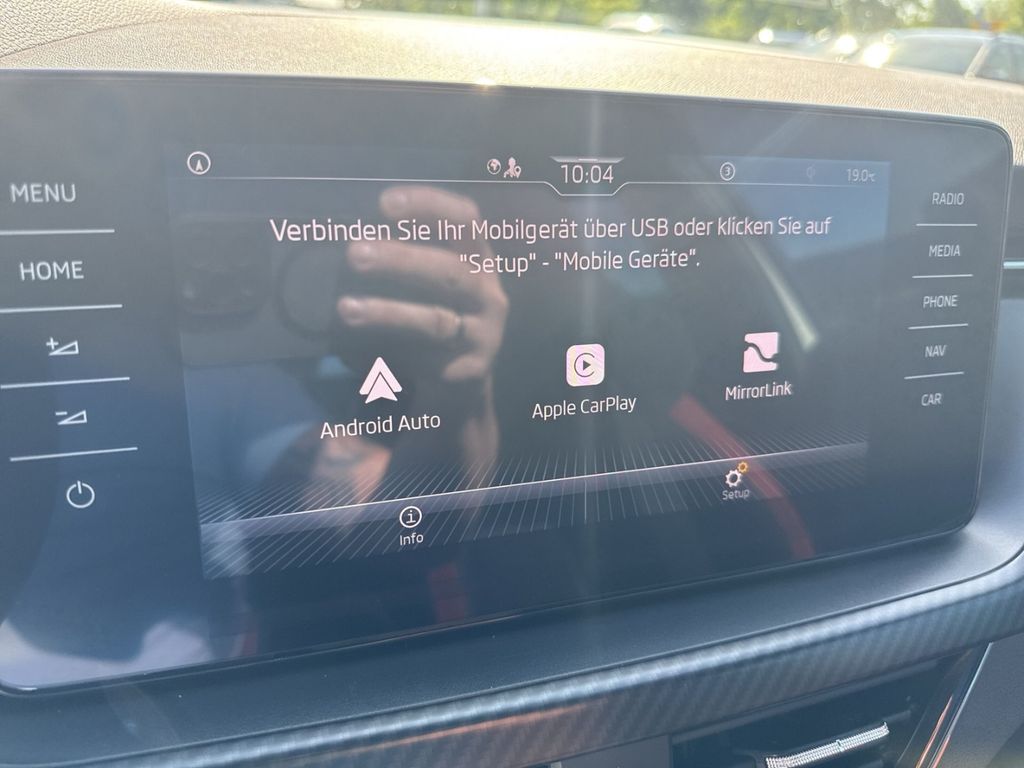 MENU
HOME
10:04
3
19.0°C
Verbinden Sie Ihr Mobilgerät über USB oder klicken Sie auf
"Setup" - "Mobile Geräte".
Android Auto
Apple CarPlay
MirrorLink
Info
Setup
RADIO
MEDIA
PHONE
NAV
CAR